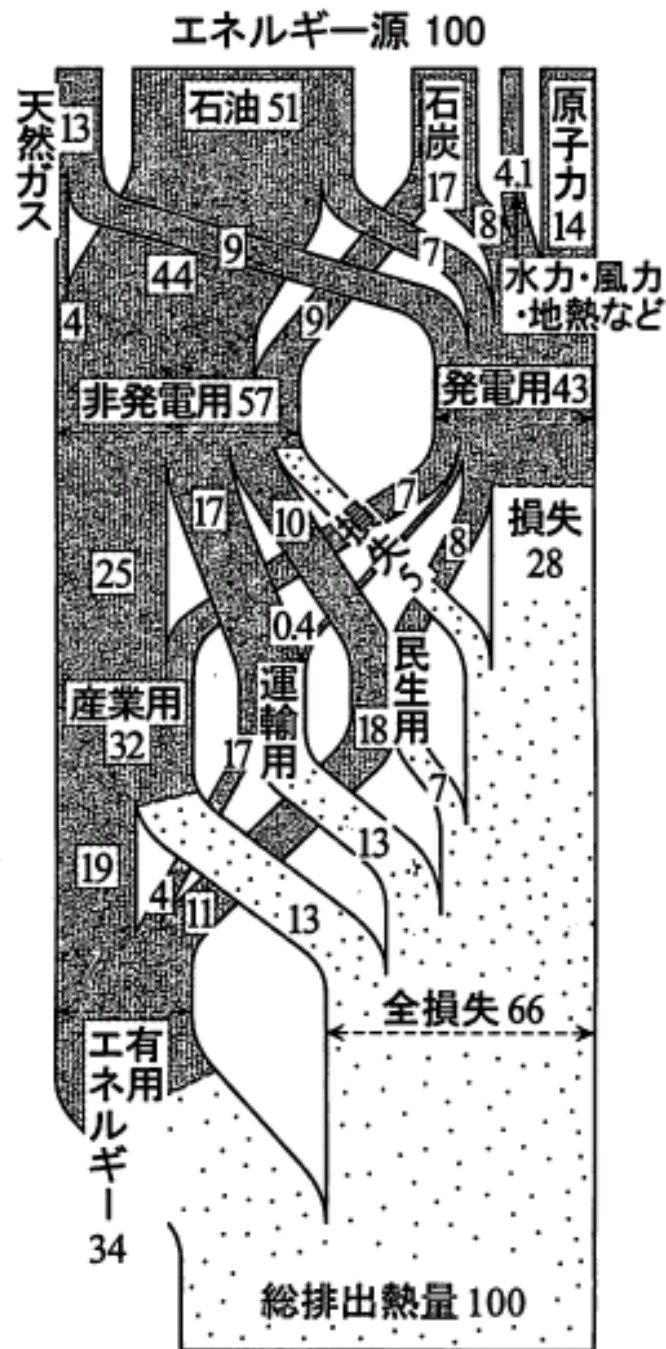 エネルギー源 100
天然ガス
13
石油 51
石炭
17
4.1
原子力
14
8
9
7
44
水力・風力
・地熱など
4
9
非発電用 57
発電用43
17
10
損失
7
5
8
損失
28
25
0.4
産業用
32
運輸用
17
民生用
18
7
13
19
4
11
13
全損失 66
有用
エネルギー
34
総排出熱量 100